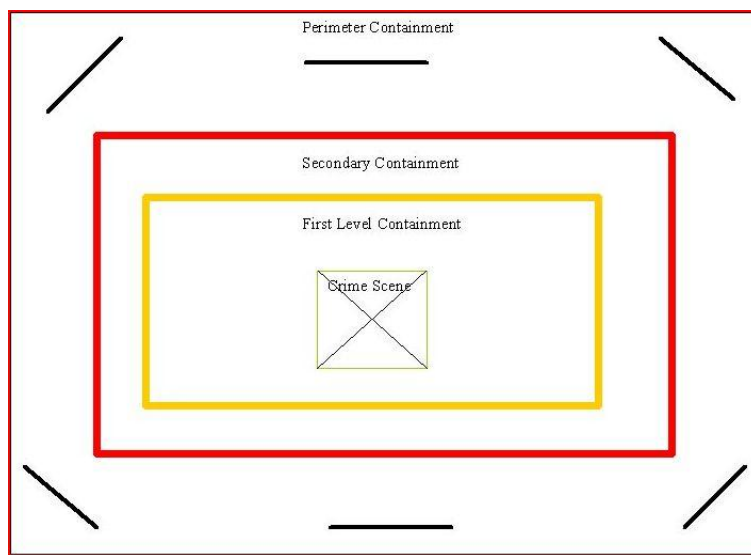 Perimeter Containment
Secondary Containment
First Level Containment
Crime Scene